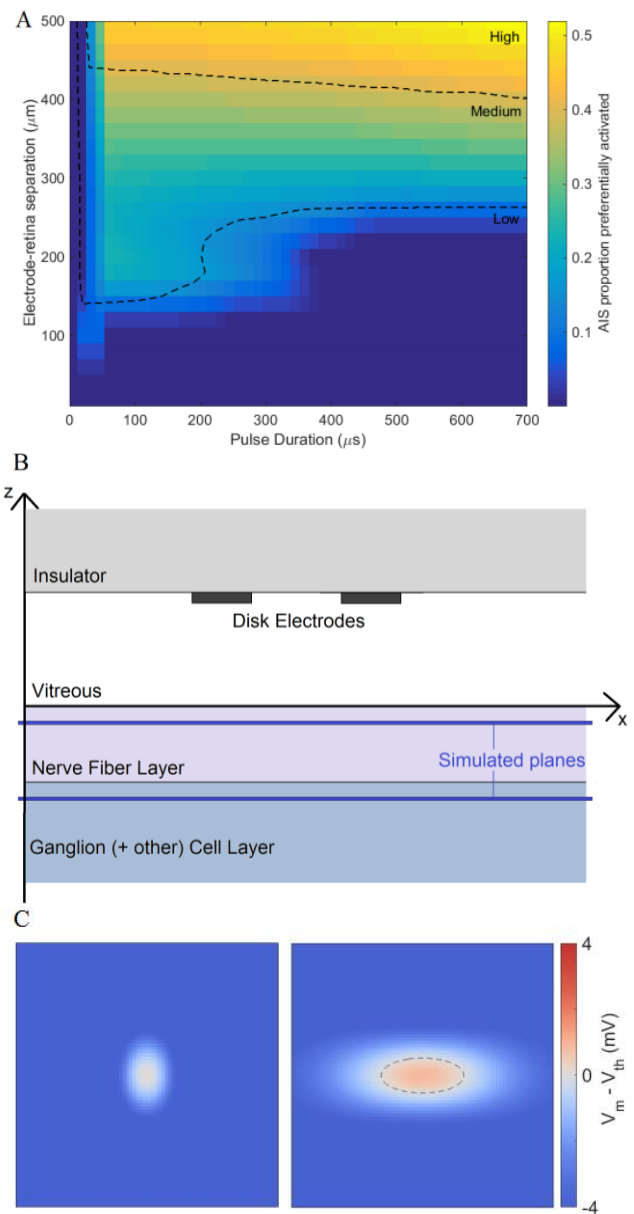 A
500
400
300
200
100
0 100 200 300 400 500 600 700
Electrode-retina separation (μm)
Pulse Duration (μs)
High
Medium
Low
0.5
0.4
0.3
0.2
0.1
AIS proportion preferentially activated
B
z
Insulator
Disk Electrodes
Vitreous
x
Nerve Fiber Layer
Simulated planes
Ganglion (+ other) Cell Layer
C
4
0
-4
V_m - V_th (mV)